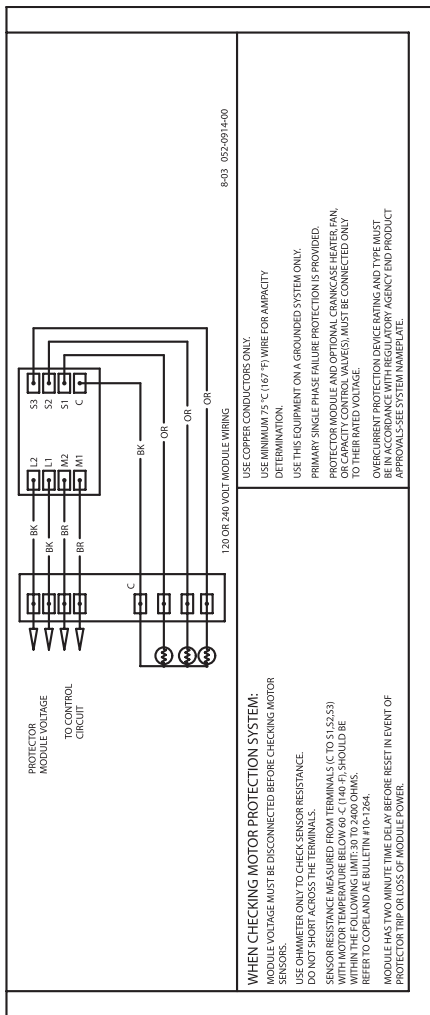 PROTECTOR
MODULE VOLTAGE
TO CONTROL
CIRCUIT
BK
BK
BR
BR
L2
L1
M2
M1
S3
S2
S1
C
C
BK
OR
OR
OR
120 OR 240 VOLT MODULE WIRING
8-03 052-0914-00
WHEN CHECKING MOTOR PROTECTION SYSTEM:
MODULE VOLTAGE MUST BE DISCONNECTED BEFORE CHECKING MOTOR
SENSORS.
USE OHMMETER ONLY TO CHECK SENSOR RESISTANCE.
DO NOT SHORT ACROSS THE TERMINALS.
SENSOR RESISTANCE MEASURED FROM TERMINALS (C TO S1,S2,S3)
WITH MOTOR TEMPERATURE BELOW 60 -C (140 -F), SHOULD BE
WITHIN THE FOLLOWING LIMIT: 30 TO 2400 OHMS.
REFER TO COPELAND AE BULLETIN #10-1264.
MODULE HAS TWO MINUTE TIME DELAY BEFORE RESET IN EVENT OF
PROTECTOR TRIP OR LOSS OF MODULE POWER.
USE COPPER CONDUCTORS ONLY.
USE MINIMUM 75 °C (167 °F) WIRE FOR AMPACITY
DETERMINATION.
USE THIS EQUIPMENT ON A GROUNDED SYSTEM ONLY.
PRIMARY SINGLE PHASE FAILURE PROTECTION IS PROVIDED.
PROTECTOR MODULE AND OPTIONAL CRANKCASE HEATER, FAN,
OR CAPACITY CONTROL VALVE(S), MUST BE CONNECTED ONLY
TO THEIR RATED VOLTAGE.
OVERCURRENT PROTECTION DEVICE RATING AND TYPE MUST
BE IN ACCORDANCE WITH REGULATORY AGENCY END PRODUCT
APPROVALS-SEE SYSTEM NAMEPLATE.